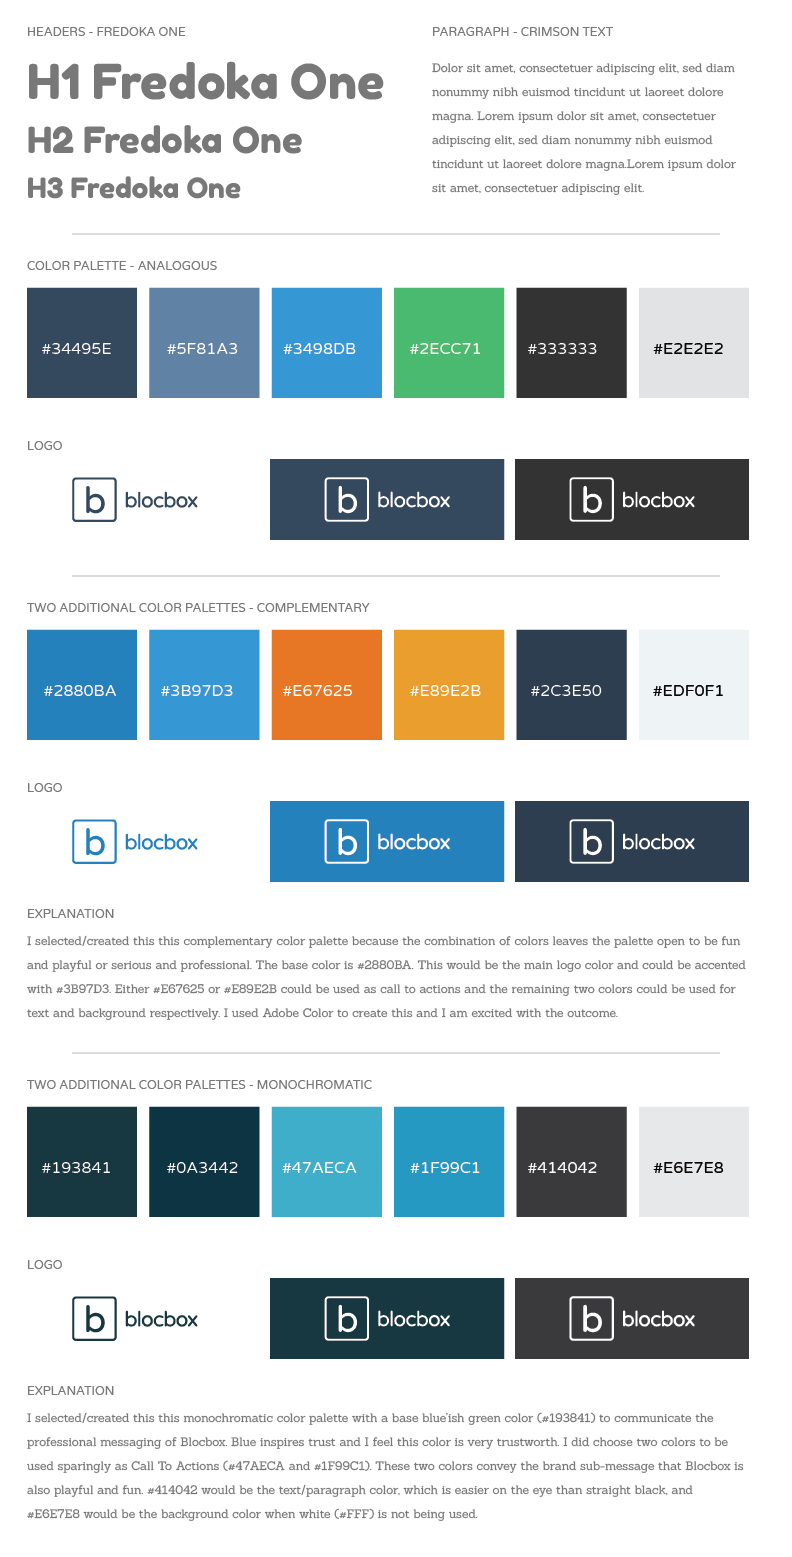 HEADERS - FREDOKA ONE
H1 Fredoka One
H2 Fredoka One
H3 Fredoka One
PARAGRAPH - CRIMSON TEXT
Dolor sit amet, consectetuer adipiscing elit, sed diam
nonummy nibh euismod tincidunt ut laoreet dolore
magna. Lorem ipsum dolor sit amet, consectetuer
adipiscing elit, sed diam nonummy nibh euismod
tincidunt ut laoreet dolore magna.Lorem ipsum dolor
sit amet, consectetuer adipiscing elit.
COLOR PALETTE - ANALOGOUS
#34495E #5F81A3 #3498DB #2ECC71 #333333 #E2E2E2
LOGO
b blocbox b blocbox b blocbox
TWO ADDITIONAL COLOR PALETTES - COMPLEMENTARY
#2880BA #3B97D3 #E67625 #E89E2B #2C3E50 #EDF0F1
LOGO
b blocbox b blocbox b blocbox
EXPLANATION
I selected/created this this complementary color palette because the combination of colors leaves the palette open to be fun
and playful or serious and professional. The base color is #2880BA. This would be the main logo color and could be accented
with #3B97D3. Either #E67625 or #E89E2B could be used as call to actions and the remaining two colors could be used for
text and background respectively. I used Adobe Color to create this and I am excited with the outcome.
TWO ADDITIONAL COLOR PALETTES - MONOCHROMATIC
#193841 #0A3442 #47AECA #1F99C1 #414042 #E6E7E8
LOGO
b blocbox b blocbox b blocbox
EXPLANATION
I selected/created this this monochromatic color palette with a base blue'ish green color (#193841) to communicate the
professional messaging of Blocbox. Blue inspires trust and I feel this color is very trustworth. I did choose two colors to be
used sparingly as Call To Actions (#47AECA and #1F99C1). These two colors convey the brand sub-message that Blocbox is
also playful and fun. #414042 would be the text/paragraph color, which is easier on the eye than straight black, and
#E6E7E8 would be the background color when white (#FFF) is not being used.